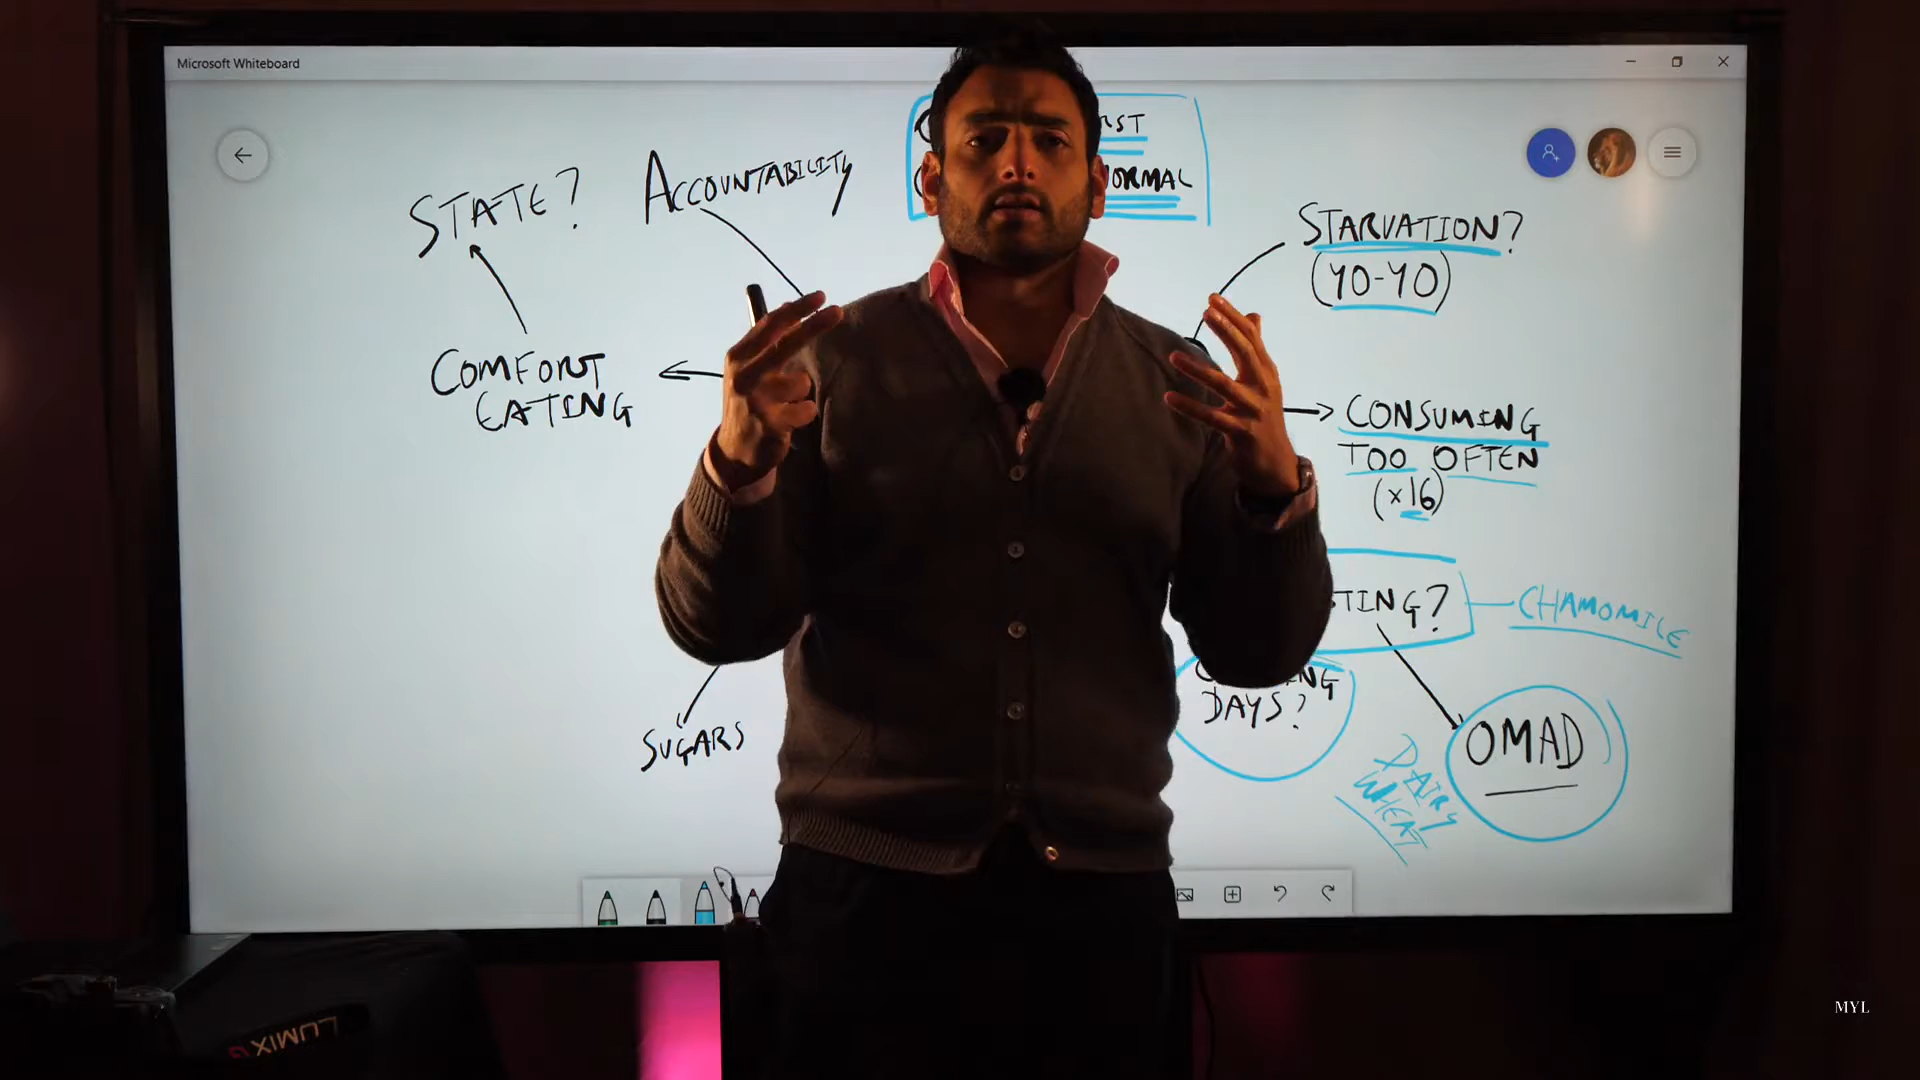 Microsoft Whiteboard
STATE?
ACCOUNTABILITY
STARVATION?
(YO-YO)
COMFORT
EATING
CONSUMING
TOO OFTEN
(×16)
CHAMOMILE
DAYS?
SUGARS
OMAD
DAIRY
WHEAT
LUMIX G
MYL